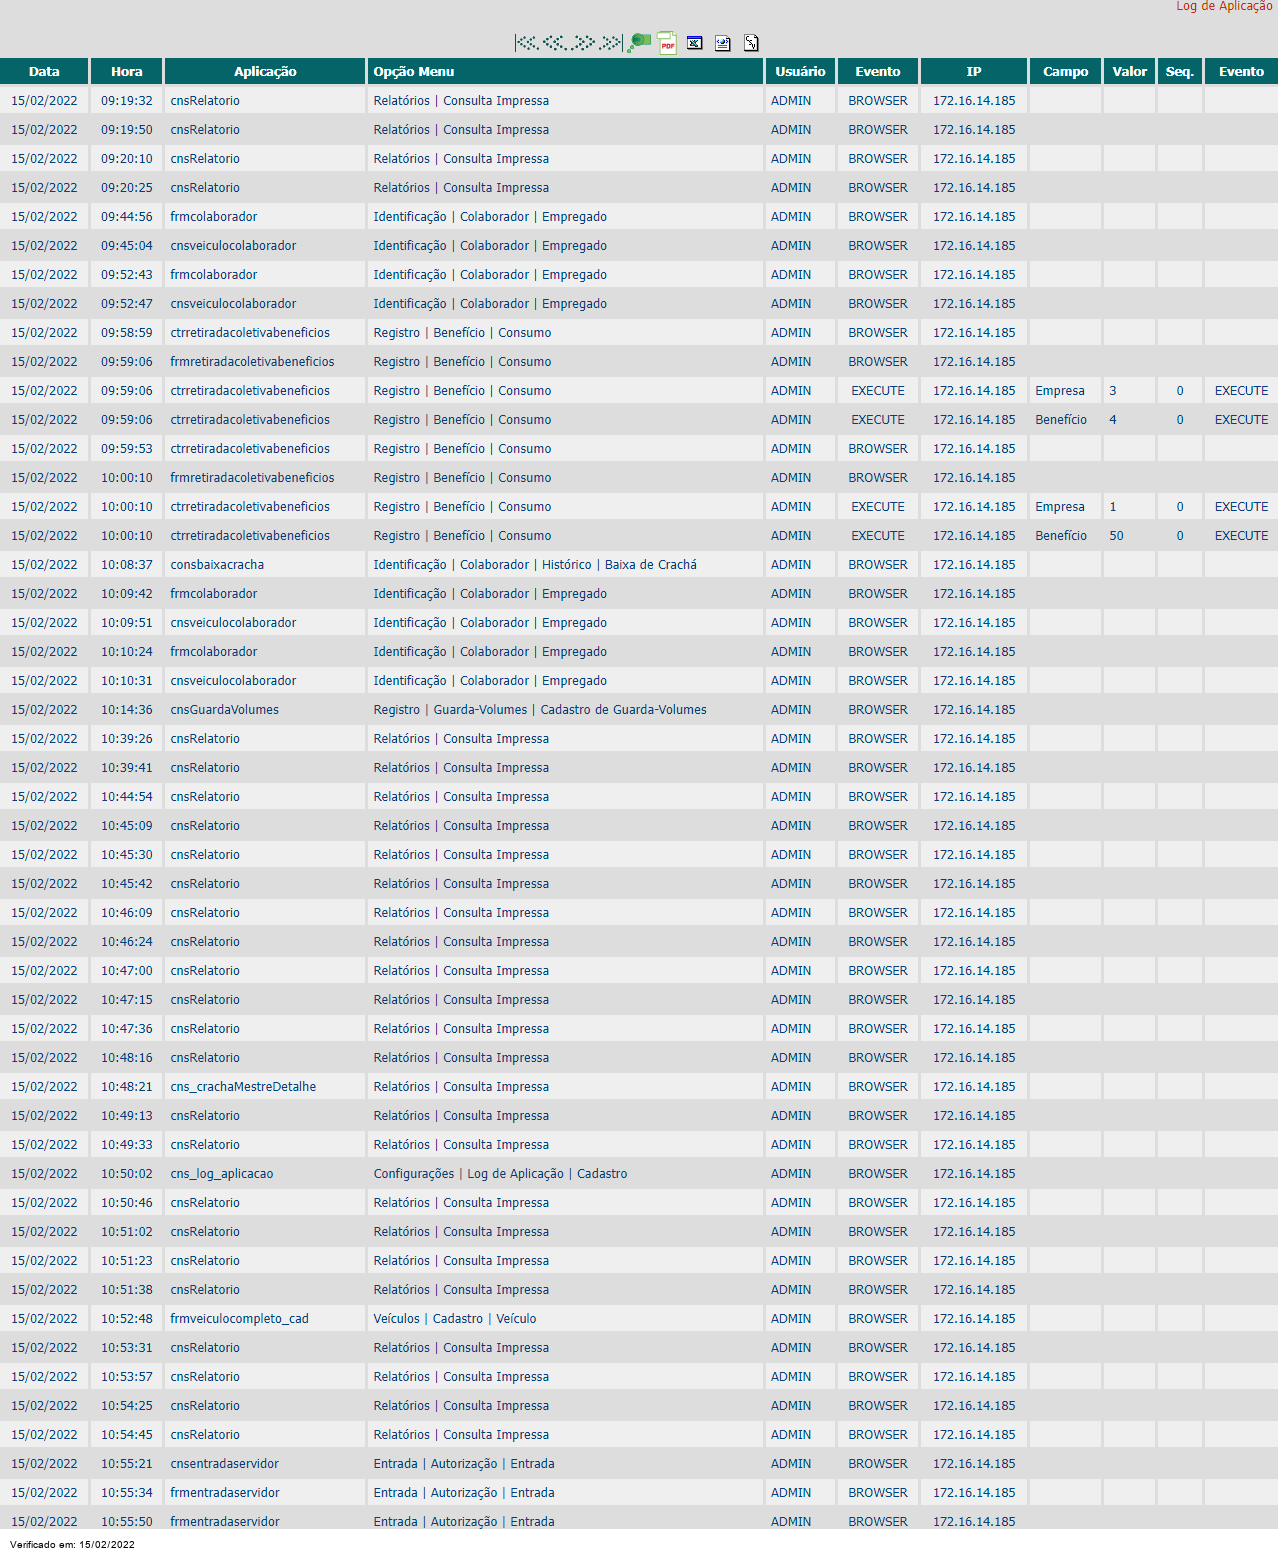 Log de Aplicação
PDF
Data Hora Aplicação Opção Menu Usuário Evento IP Campo Valor Seq. Evento
15/02/2022 09:19:32 cnsRelatorio Relatórios | Consulta Impressa ADMIN BROWSER 172.16.14.185
15/02/2022 09:19:50 cnsRelatorio Relatórios | Consulta Impressa ADMIN BROWSER 172.16.14.185
15/02/2022 09:20:10 cnsRelatorio Relatórios | Consulta Impressa ADMIN BROWSER 172.16.14.185
15/02/2022 09:20:25 cnsRelatorio Relatórios | Consulta Impressa ADMIN BROWSER 172.16.14.185
15/02/2022 09:44:56 frmcolaborador Identificação | Colaborador | Empregado ADMIN BROWSER 172.16.14.185
15/02/2022 09:45:04 cnsveiculocolaborador Identificação | Colaborador | Empregado ADMIN BROWSER 172.16.14.185
15/02/2022 09:52:43 frmcolaborador Identificação | Colaborador | Empregado ADMIN BROWSER 172.16.14.185
15/02/2022 09:52:47 cnsveiculocolaborador Identificação | Colaborador | Empregado ADMIN BROWSER 172.16.14.185
15/02/2022 09:58:59 ctrretiradacoletivabeneficios Registro | Benefício | Consumo ADMIN BROWSER 172.16.14.185
15/02/2022 09:59:06 frmretiradacoletivabeneficios Registro | Benefício | Consumo ADMIN BROWSER 172.16.14.185
15/02/2022 09:59:06 ctrretiradacoletivabeneficios Registro | Benefício | Consumo ADMIN EXECUTE 172.16.14.185 Empresa 3 0 EXECUTE
15/02/2022 09:59:06 ctrretiradacoletivabeneficios Registro | Benefício | Consumo ADMIN EXECUTE 172.16.14.185 Benefício 4 0 EXECUTE
15/02/2022 09:59:53 ctrretiradacoletivabeneficios Registro | Benefício | Consumo ADMIN BROWSER 172.16.14.185
15/02/2022 10:00:10 frmretiradacoletivabeneficios Registro | Benefício | Consumo ADMIN BROWSER 172.16.14.185
15/02/2022 10:00:10 ctrretiradacoletivabeneficios Registro | Benefício | Consumo ADMIN EXECUTE 172.16.14.185 Empresa 1 0 EXECUTE
15/02/2022 10:00:10 ctrretiradacoletivabeneficios Registro | Benefício | Consumo ADMIN EXECUTE 172.16.14.185 Benefício 50 0 EXECUTE
15/02/2022 10:08:37 consbaixacracha Identificação | Colaborador | Histórico | Baixa de Crachá ADMIN BROWSER 172.16.14.185
15/02/2022 10:09:42 frmcolaborador Identificação | Colaborador | Empregado ADMIN BROWSER 172.16.14.185
15/02/2022 10:09:51 cnsveiculocolaborador Identificação | Colaborador | Empregado ADMIN BROWSER 172.16.14.185
15/02/2022 10:10:24 frmcolaborador Identificação | Colaborador | Empregado ADMIN BROWSER 172.16.14.185
15/02/2022 10:10:31 cnsveiculocolaborador Identificação | Colaborador | Empregado ADMIN BROWSER 172.16.14.185
15/02/2022 10:14:36 cnsGuardaVolumes Registro | Guarda-Volumes | Cadastro de Guarda-Volumes ADMIN BROWSER 172.16.14.185
15/02/2022 10:39:26 cnsRelatorio Relatórios | Consulta Impressa ADMIN BROWSER 172.16.14.185
15/02/2022 10:39:41 cnsRelatorio Relatórios | Consulta Impressa ADMIN BROWSER 172.16.14.185
15/02/2022 10:44:54 cnsRelatorio Relatórios | Consulta Impressa ADMIN BROWSER 172.16.14.185
15/02/2022 10:45:09 cnsRelatorio Relatórios | Consulta Impressa ADMIN BROWSER 172.16.14.185
15/02/2022 10:45:30 cnsRelatorio Relatórios | Consulta Impressa ADMIN BROWSER 172.16.14.185
15/02/2022 10:45:42 cnsRelatorio Relatórios | Consulta Impressa ADMIN BROWSER 172.16.14.185
15/02/2022 10:46:09 cnsRelatorio Relatórios | Consulta Impressa ADMIN BROWSER 172.16.14.185
15/02/2022 10:46:24 cnsRelatorio Relatórios | Consulta Impressa ADMIN BROWSER 172.16.14.185
15/02/2022 10:47:00 cnsRelatorio Relatórios | Consulta Impressa ADMIN BROWSER 172.16.14.185
15/02/2022 10:47:15 cnsRelatorio Relatórios | Consulta Impressa ADMIN BROWSER 172.16.14.185
15/02/2022 10:47:36 cnsRelatorio Relatórios | Consulta Impressa ADMIN BROWSER 172.16.14.185
15/02/2022 10:48:16 cnsRelatorio Relatórios | Consulta Impressa ADMIN BROWSER 172.16.14.185
15/02/2022 10:48:21 cns_crachaMestreDetalhe Relatórios | Consulta Impressa ADMIN BROWSER 172.16.14.185
15/02/2022 10:49:13 cnsRelatorio Relatórios | Consulta Impressa ADMIN BROWSER 172.16.14.185
15/02/2022 10:49:33 cnsRelatorio Relatórios | Consulta Impressa ADMIN BROWSER 172.16.14.185
15/02/2022 10:50:02 cns_log_aplicacao Configurações | Log de Aplicação | Cadastro ADMIN BROWSER 172.16.14.185
15/02/2022 10:50:46 cnsRelatorio Relatórios | Consulta Impressa ADMIN BROWSER 172.16.14.185
15/02/2022 10:51:02 cnsRelatorio Relatórios | Consulta Impressa ADMIN BROWSER 172.16.14.185
15/02/2022 10:51:23 cnsRelatorio Relatórios | Consulta Impressa ADMIN BROWSER 172.16.14.185
15/02/2022 10:51:38 cnsRelatorio Relatórios | Consulta Impressa ADMIN BROWSER 172.16.14.185
15/02/2022 10:52:48 frmveiculocompleto_cad Veículos | Cadastro | Veículo ADMIN BROWSER 172.16.14.185
15/02/2022 10:53:31 cnsRelatorio Relatórios | Consulta Impressa ADMIN BROWSER 172.16.14.185
15/02/2022 10:53:57 cnsRelatorio Relatórios | Consulta Impressa ADMIN BROWSER 172.16.14.185
15/02/2022 10:54:25 cnsRelatorio Relatórios | Consulta Impressa ADMIN BROWSER 172.16.14.185
15/02/2022 10:54:45 cnsRelatorio Relatórios | Consulta Impressa ADMIN BROWSER 172.16.14.185
15/02/2022 10:55:21 cnsentradaservidor Entrada | Autorização | Entrada ADMIN BROWSER 172.16.14.185
15/02/2022 10:55:34 frmentradaservidor Entrada | Autorização | Entrada ADMIN BROWSER 172.16.14.185
15/02/2022 10:55:50 frmentradaservidor Entrada | Autorização | Entrada ADMIN BROWSER 172.16.14.185
Verificado em: 15/02/2022